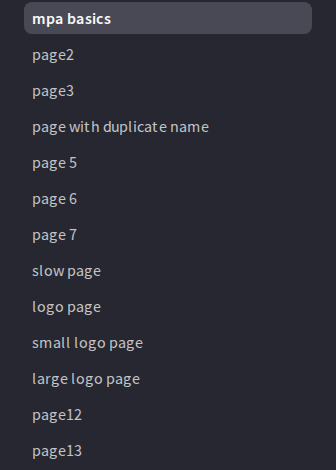 mpa basics
page2
page3
page with duplicate name
page 5
page 6
page 7
slow page
logo page
small logo page
large logo page
page12
page13